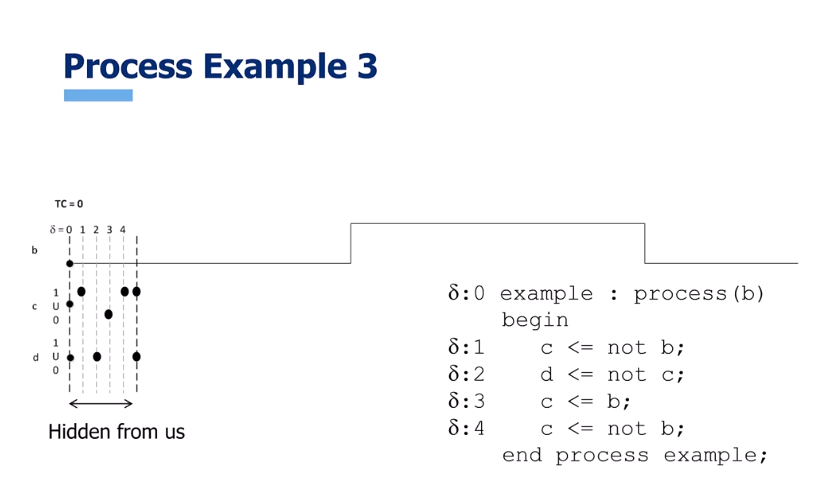 Process Example 3
TC = 0
δ = 0 1 2 3 4
b
1
c U
0
1
d U
0
Hidden from us
δ:0 example : process(b)
begin
δ:1 c <= not b;
δ:2 d <= not c;
δ:3 c <= b;
δ:4 c <= not b;
end process example;